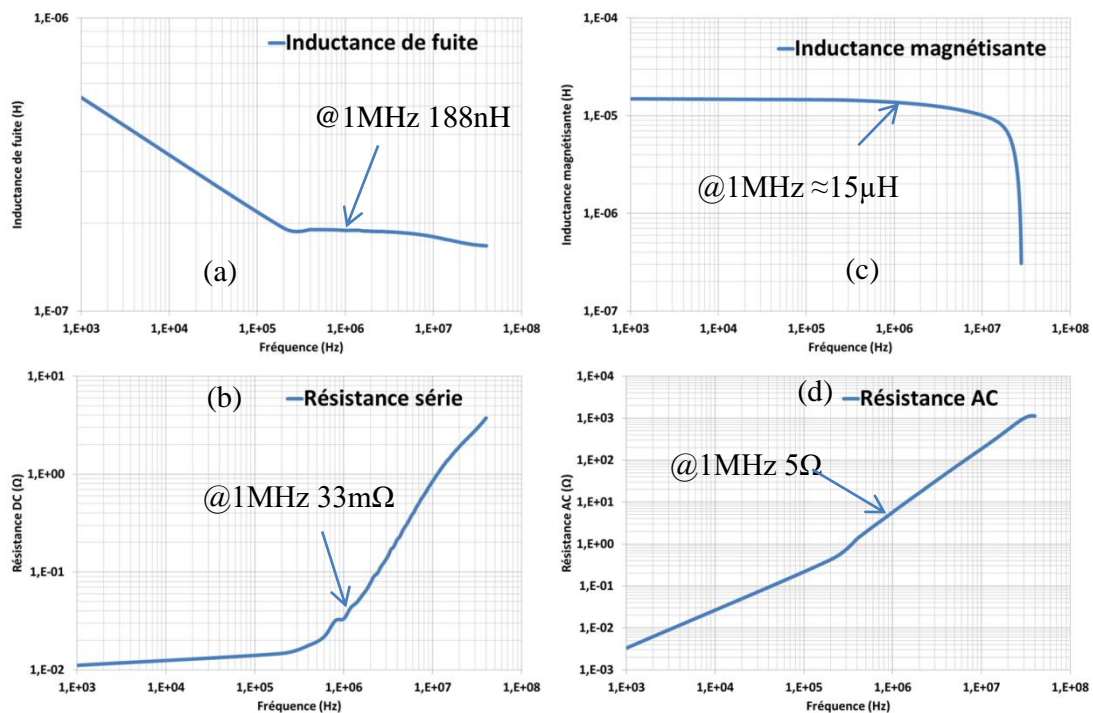 1,E-06
Inductance de fuite
@1MHz 188nH
Inductance de fuite (H)
(a)
1,E-07
1,E+03 1,E+04 1,E+05 1,E+06 1,E+07 1,E+08
Fréquence (Hz)
1,E-04
Inductance magnétisante
1,E-05
@1MHz ≈15µH
Inductance magnétisante (H)
1,E-06
(c)
1,E-07
1,E+03 1,E+04 1,E+05 1,E+06 1,E+07 1,E+08
Fréquence (Hz)
1,E+01
(b)
Résistance série
1,E+00
@1MHz 33mΩ
Résistance DC (Ω)
1,E-01
1,E-02
1,E+03 1,E+04 1,E+05 1,E+06 1,E+07 1,E+08
Fréquence (Hz)
1,E+04
(d)
Résistance AC
1,E+03
1,E+02
@1MHz 5Ω
1,E+01
Résistance AC (Ω)
1,E+00
1,E-01
1,E-02
1,E-03
1,E+03 1,E+04 1,E+05 1,E+06 1,E+07 1,E+08
Fréquence (Hz)